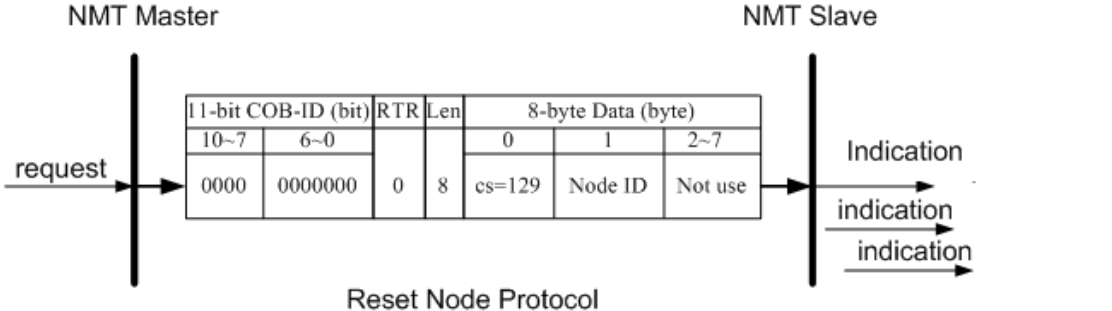 NMT Master NMT Slave
11-bit COB-ID (bit) RTR Len 8-byte Data (byte)
10~7 6~0 0 1 2~7
request
0000 0000000 0 8 cs=129 Node ID Not use
Indication
indication
indication
Reset Node Protocol